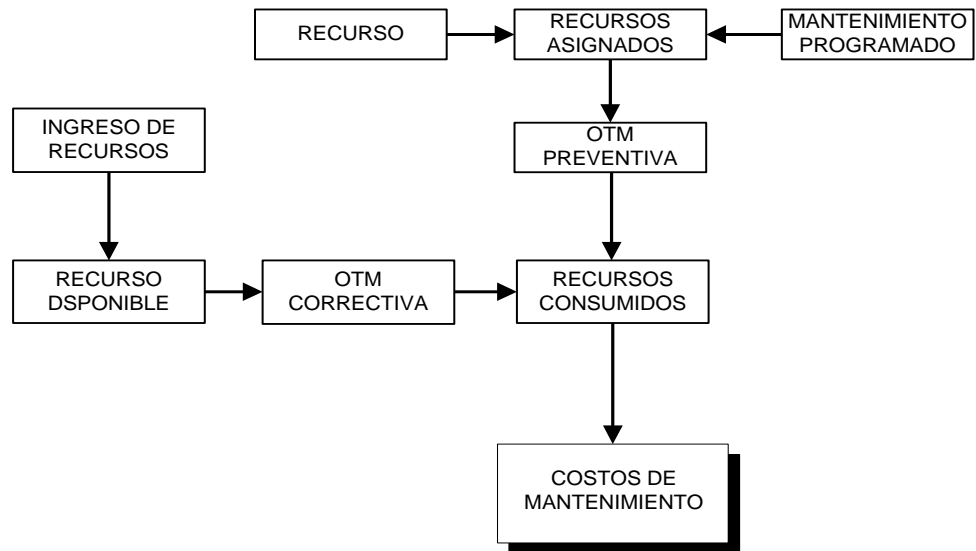 RECURSO
RECURSOS
ASIGNADOS
MANTENIMIENTO
PROGRAMADO
INGRESO DE
RECURSOS
OTM
PREVENTIVA
RECURSO
DSPONIBLE
OTM
CORRECTIVA
RECURSOS
CONSUMIDOS
COSTOS DE
MANTENIMIENTO